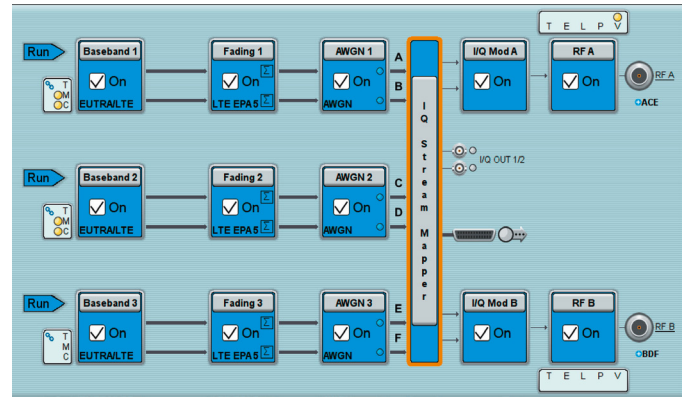 T E L P V
Run
Baseband 1
Fading 1
AWGN 1
A
I/Q Mod A
RF A
T
M
C
On
On
On
B
On
On
RF A
EUTRA/LTE
LTE EPA 5
AWGN
ACE
I Q Stream Mapper
I/Q OUT 1/2
Run
Baseband 2
Fading 2
AWGN 2
C
T
M
C
On
On
On
D
EUTRA/LTE
LTE EPA 5
AWGN
Run
Baseband 3
Fading 3
AWGN 3
E
I/Q Mod B
RF B
T
M
C
On
On
On
F
On
On
RF B
EUTRA/LTE
LTE EPA 5
AWGN
BDF
T E L P V